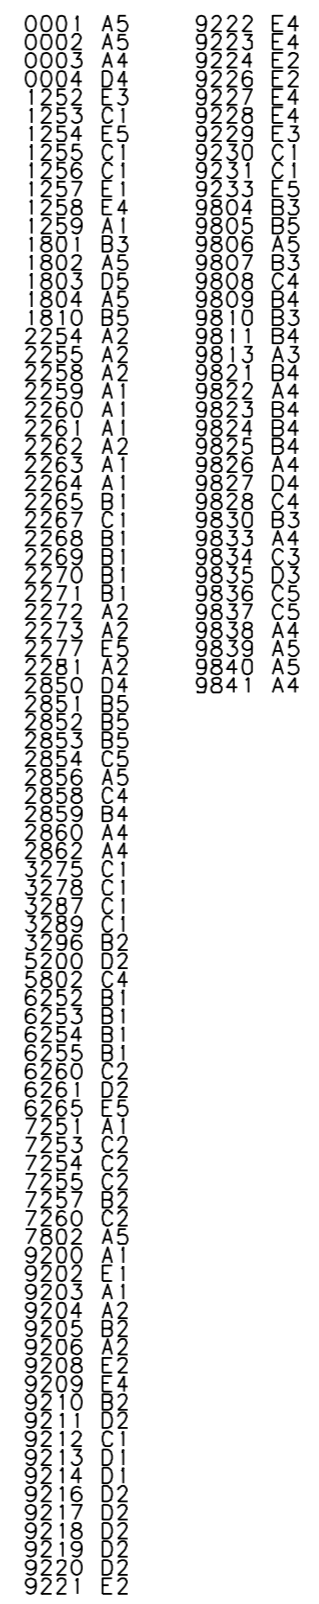 0001 A5
0002 A5
0003 A4
0004 D4
1252 E3
1253 C1
1254 E5
1255 C1
1256 C1
1257 E1
1258 E4
1259 A1
1801 B3
1802 A5
1803 D5
1804 A5
1810 B5
2254 A2
2255 A2
2258 A2
2259 A1
2260 A1
2261 A1
2262 A2
2263 A1
2264 A1
2265 B1
2267 C1
2268 B1
2269 B1
2270 B1
2271 B1
2272 A2
2273 A2
2277 E5
2281 A2
2850 D4
2851 B5
2852 B5
2853 B5
2854 C5
2856 A5
2858 C4
2859 B4
2860 A4
2862 A4
3275 C1
3278 C1
3287 C1
3289 C1
3296 B2
5200 D2
5802 C4
6252 B1
6253 B1
6254 B1
6255 B1
6260 C2
6261 D2
6265 E5
7251 A1
7253 C2
7254 C2
7255 C2
7257 B2
7260 C2
7802 A5
9200 A1
9202 E1
9203 A1
9204 A2
9205 B2
9206 A2
9208 E2
9209 E4
9210 B2
9211 D2
9212 C1
9213 D1
9214 D1
9216 D2
9217 D2
9218 D2
9219 D2
9220 D2
9221 E2
9222 E4
9223 E4
9224 E2
9226 E2
9227 E4
9228 E4
9229 E3
9230 C1
9231 C1
9233 E5
9804 B3
9805 B5
9806 A5
9807 B3
9808 C4
9809 B4
9810 B3
9811 B4
9813 A3
9821 B4
9822 A4
9823 B4
9824 B4
9825 B4
9826 A4
9827 D4
9828 C4
9830 B3
9833 A4
9834 C3
9835 D3
9836 C5
9837 C5
9838 A4
9839 A5
9840 A5
9841 A4